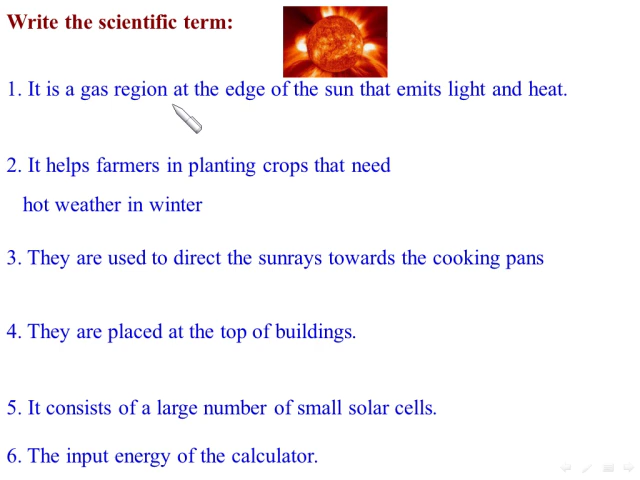 Write the scientific term:
1. It is a gas region at the edge of the sun that emits light and heat.
2. It helps farmers in planting crops that need
hot weather in winter
3. They are used to direct the sunrays towards the cooking pans
4. They are placed at the top of buildings.
5. It consists of a large number of small solar cells.
6. The input energy of the calculator.